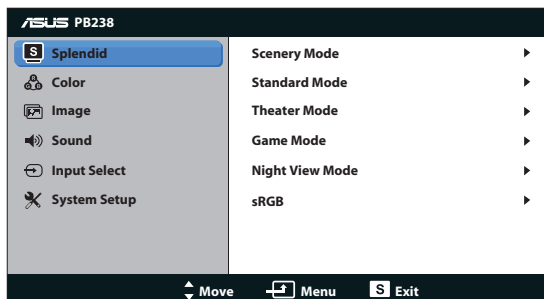 ASUS PB238
S Splendid
Color
Image
Sound
Input Select
System Setup
Scenery Mode
Standard Mode
Theater Mode
Game Mode
Night View Mode
sRGB
Move Menu S Exit